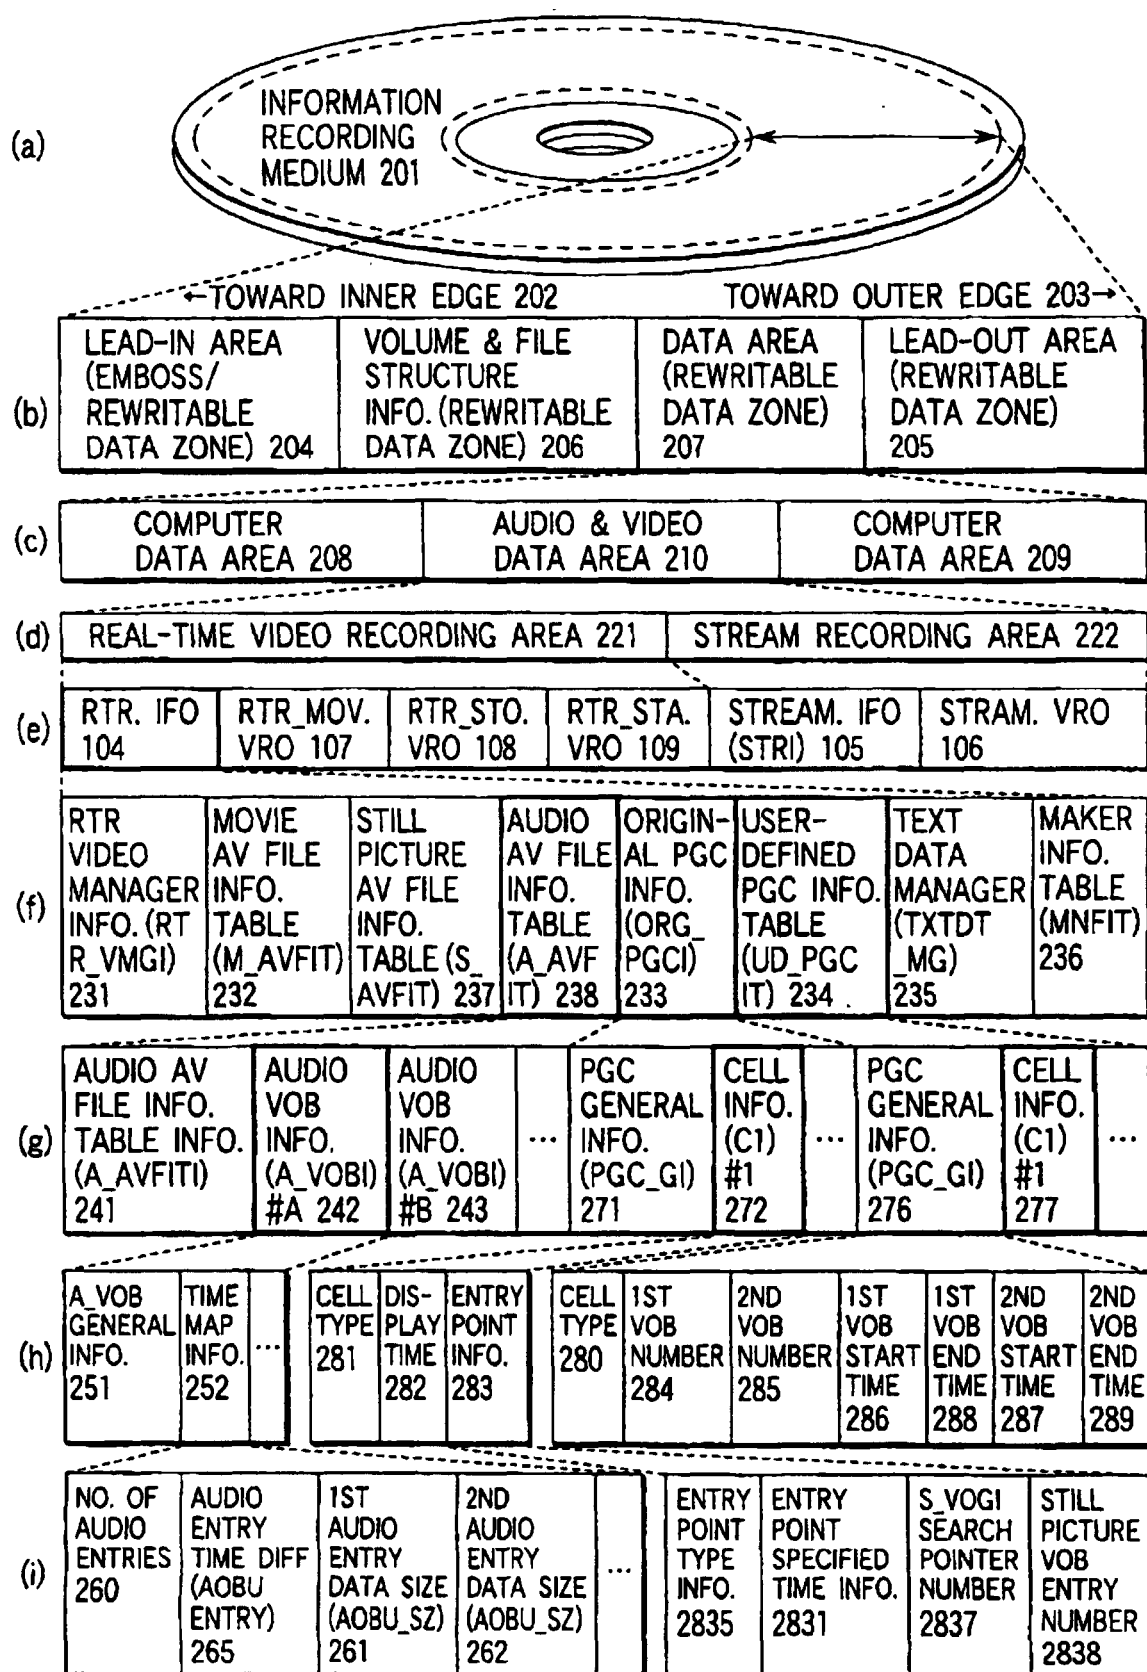 (a)
INFORMATION
RECORDING
MEDIUM 201
←TOWARD INNER EDGE 202
TOWARD OUTER EDGE 203→
(b)
LEAD-IN AREA
(EMBOSS/
REWRITABLE
DATA ZONE) 204
VOLUME & FILE
STRUCTURE
INFO. (REWRITABLE
DATA ZONE) 206
DATA AREA
(REWRITABLE
DATA ZONE)
207
LEAD-OUT AREA
(REWRITABLE
DATA ZONE)
205
(c)
COMPUTER
DATA AREA 208
AUDIO & VIDEO
DATA AREA 210
COMPUTER
DATA AREA 209
(d)
REAL-TIME VIDEO RECORDING AREA 221
STREAM RECORDING AREA 222
(e)
RTR. IFO
104
RTR_MOV.
VRO 107
RTR_STO.
VRO 108
RTR_STA.
VRO 109
STREAM. IFO
(STRI) 105
STRAM. VRO
106
(f)
RTR
VIDEO
MANAGER
INFO. (RT
R_VMGI)
231
MOVIE
AV FILE
INFO.
TABLE
(M_AVFIT)
232
STILL
PICTURE
AV FILE
INFO.
TABLE (S_
AVFIT) 237
AUDIO
AV FILE
INFO.
TABLE
(A_AVF
IT) 238
ORIGIN-
AL PGC
INFO.
(ORG_
PGCI)
233
USER-
DEFINED
PGC INFO.
TABLE
(UD_PGC
IT) 234
TEXT
DATA
MANAGER
(TXTDT
_MG)
235
MAKER
INFO.
TABLE
(MNFIT)
236
(g)
AUDIO AV
FILE INFO.
TABLE INFO.
(A_AVFITI)
241
AUDIO
VOB
INFO.
(A_VOBI)
#A 242
AUDIO
VOB
INFO.
(A_VOBI)
#B 243
...
PGC
GENERAL
INFO.
(PGC_GI)
271
CELL
INFO.
(C1)
#1
272
...
PGC
GENERAL
INFO.
(PGC_GI)
276
CELL
INFO.
(C1)
#1
277
...
(h)
A_VOB
GENERAL
INFO.
251
TIME
MAP
INFO.
252
...
CELL
TYPE
281
DIS-
PLAY
TIME
282
ENTRY
POINT
INFO.
283
CELL
TYPE
280
1ST
VOB
NUMBER
284
2ND
VOB
NUMBER
285
1ST
VOB
START
TIME
286
1ST
VOB
END
TIME
288
2ND
VOB
START
TIME
287
2ND
VOB
END
TIME
289
(i)
NO. OF
AUDIO
ENTRIES
260
AUDIO
ENTRY
TIME DIFF
(AOBU
ENTRY)
265
1ST
AUDIO
ENTRY
DATA SIZE
(AOBU_SZ)
261
2ND
AUDIO
ENTRY
DATA SIZE
(AOBU_SZ)
262
...
ENTRY
POINT
TYPE
INFO.
2835
ENTRY
POINT
SPECIFIED
TIME INFO.
2831
S_VOGI
SEARCH
POINTER
NUMBER
2837
STILL
PICTURE
VOB
ENTRY
NUMBER
2838